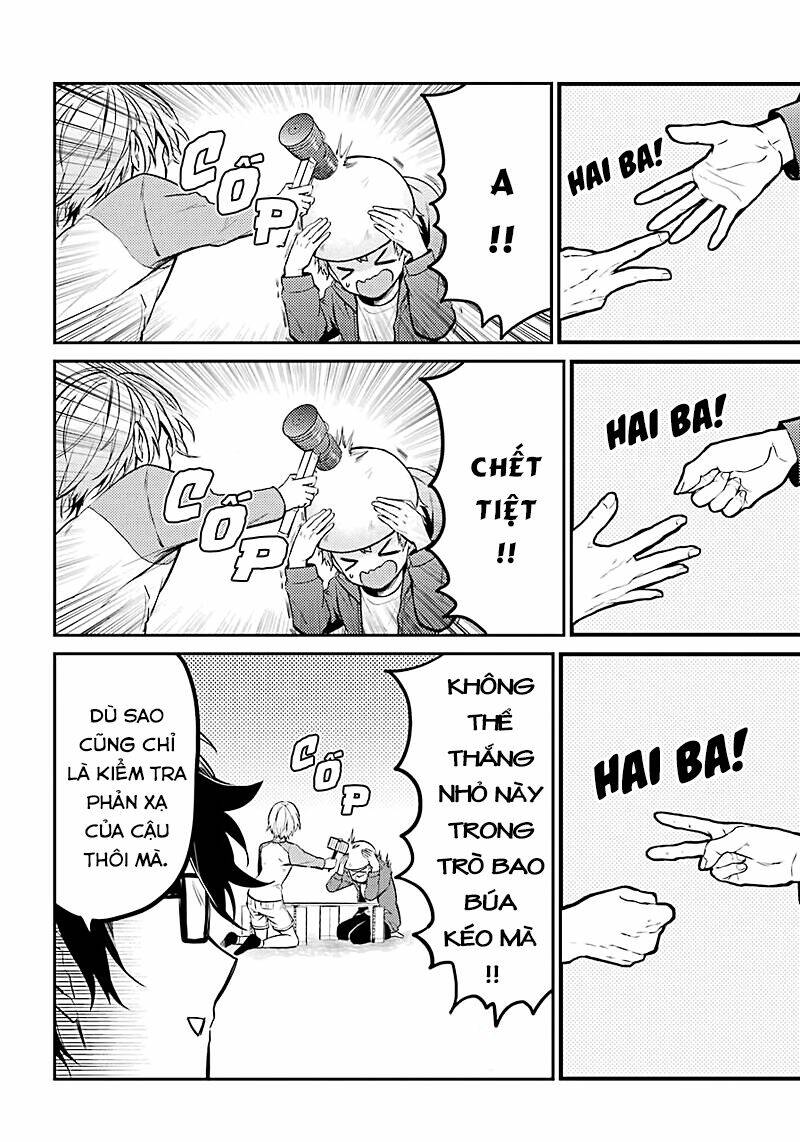 HAI BA!
A
!!
CỐP
HAI BA!
CHẾT
TIỆT
!!
CỐP
HAI BA!
KHÔNG
THỂ
THẮNG
NHỎ NÀY
TRONG
TRÒ BAO
BÚA
KÉO MÀ
!!
CỐP
DÙ SAO
CŨNG CHỈ
LÀ KIỂM TRA
PHẢN XẠ
CỦA CẬU
THÔI MÀ.